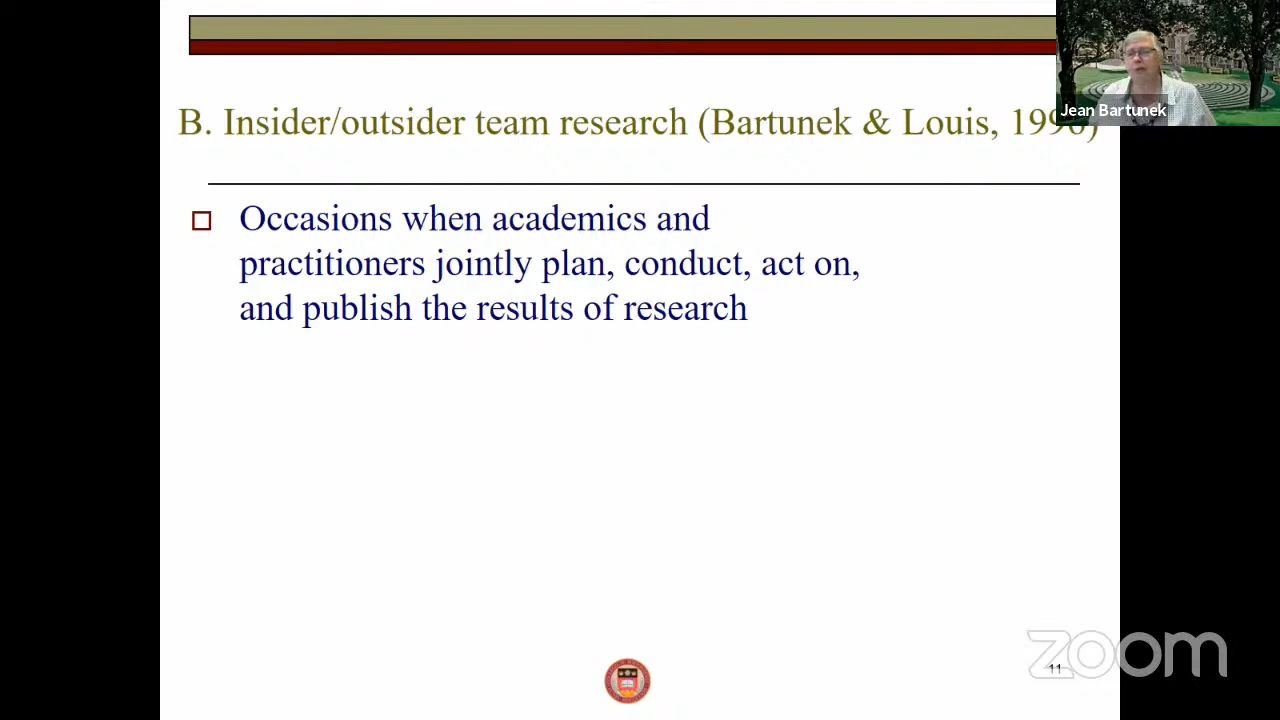 B. Insider/outsider team research (Bartunek & Louis, 1996)
Jean Bartunek
Occasions when academics and
practitioners jointly plan, conduct, act on,
and publish the results of research
11
zoom